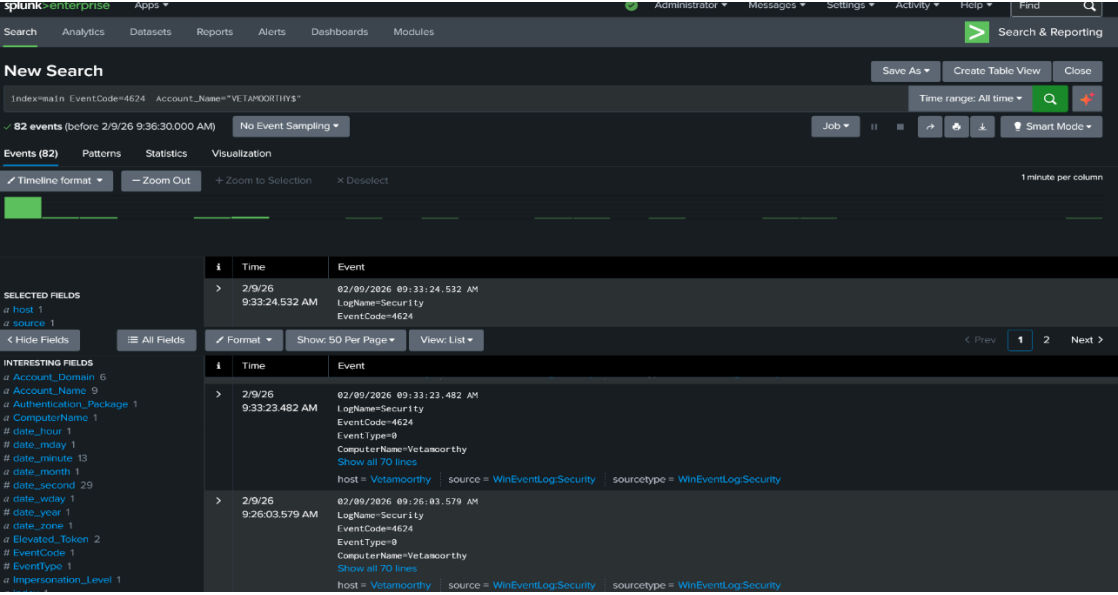 splunk>enterprise Apps Administrator Messages Settings Activity Help Find
Search Analytics Datasets Reports Alerts Dashboards Modules Search & Reporting
New Search Save As Create Table View Close
index=main EventCode=4624 Account_Name="VETAMOORTHY$" Time range: All time
82 events (before 2/9/26 9:36:30.000 AM) No Event Sampling Job Smart Mode
Events (82) Patterns Statistics Visualization
Timeline format — Zoom Out + Zoom to Selection × Deselect 1 minute per column
i Time Event
> 2/9/26 02/09/2026 09:33:24.532 AM
9:33:24.532 AM LogName=Security
EventCode=4624
SELECTED FIELDS
a host 1
a source 1
< Hide Fields All Fields Format Show: 50 Per Page View: List < Prev 1 2 Next >
INTERESTING FIELDS
a Account_Domain 6
a Account_Name 9
a Authentication_Package 1
a ComputerName 1
# date_hour 1
# date_mday 1
# date_minute 13
a date_month 1
# date_second 29
a date_wday 1
# date_year 1
a date_zone 1
a Elevated_Token 2
# EventCode 1
# EventType 1
a Impersonation_Level 1
i Time Event
> 2/9/26 02/09/2026 09:33:23.482 AM
9:33:23.482 AM LogName=Security
EventCode=4624
EventType=0
ComputerName=Vetamoorthy
Show all 70 lines
host = Vetamoorthy source = WinEventLog:Security sourcetype = WinEventLog:Security
> 2/9/26 02/09/2026 09:26:03.579 AM
9:26:03.579 AM LogName=Security
EventCode=4624
EventType=0
ComputerName=Vetamoorthy
Show all 70 lines
host = Vetamoorthy source = WinEventLog:Security sourcetype = WinEventLog:Security